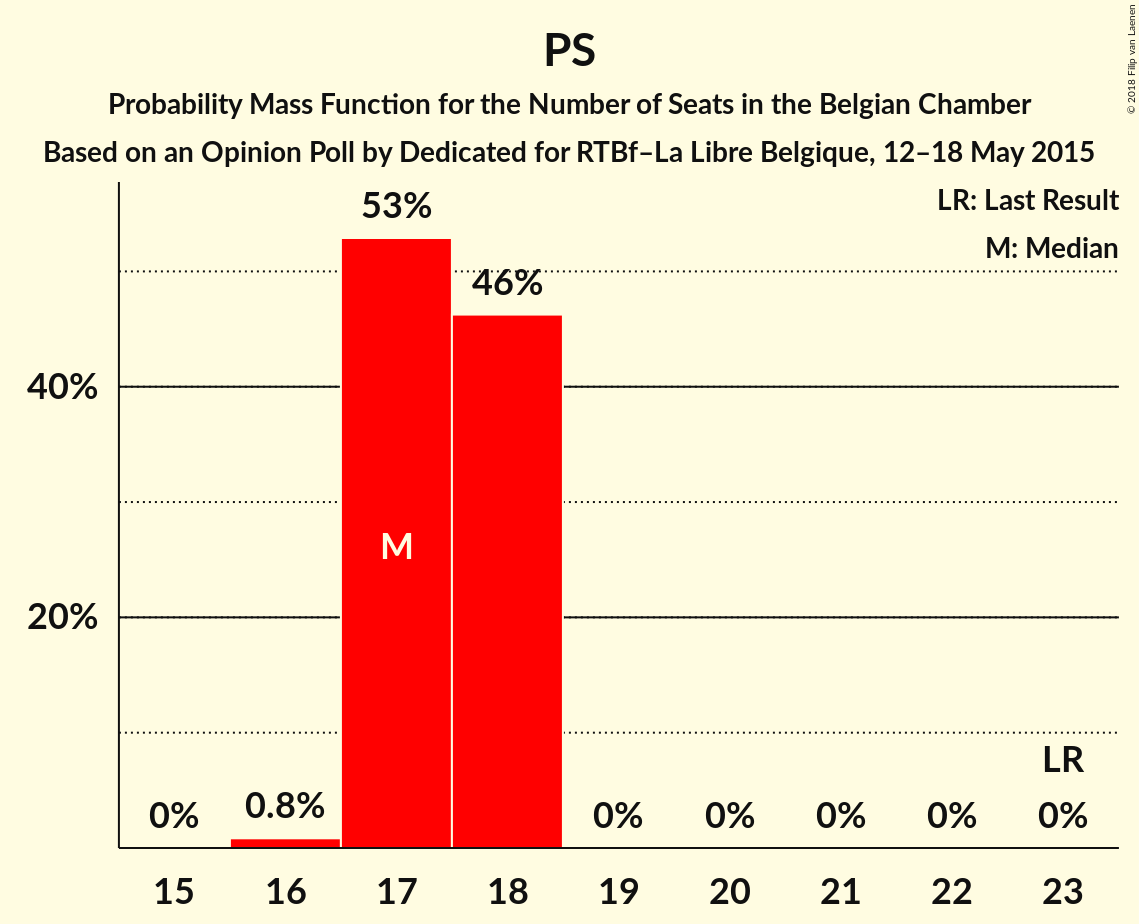 PS
Probability Mass Function for the Number of Seats in the Belgian Chamber
Based on an Opinion Poll by Dedicated for RTBf–La Libre Belgique, 12–18 May 2015
© 2018 Filip van Laenen
LR: Last Result
M: Median
53%
46%
40%
M
20%
LR
0% 0.8% 0% 0% 0% 0% 0%
15 16 17 18 19 20 21 22 23